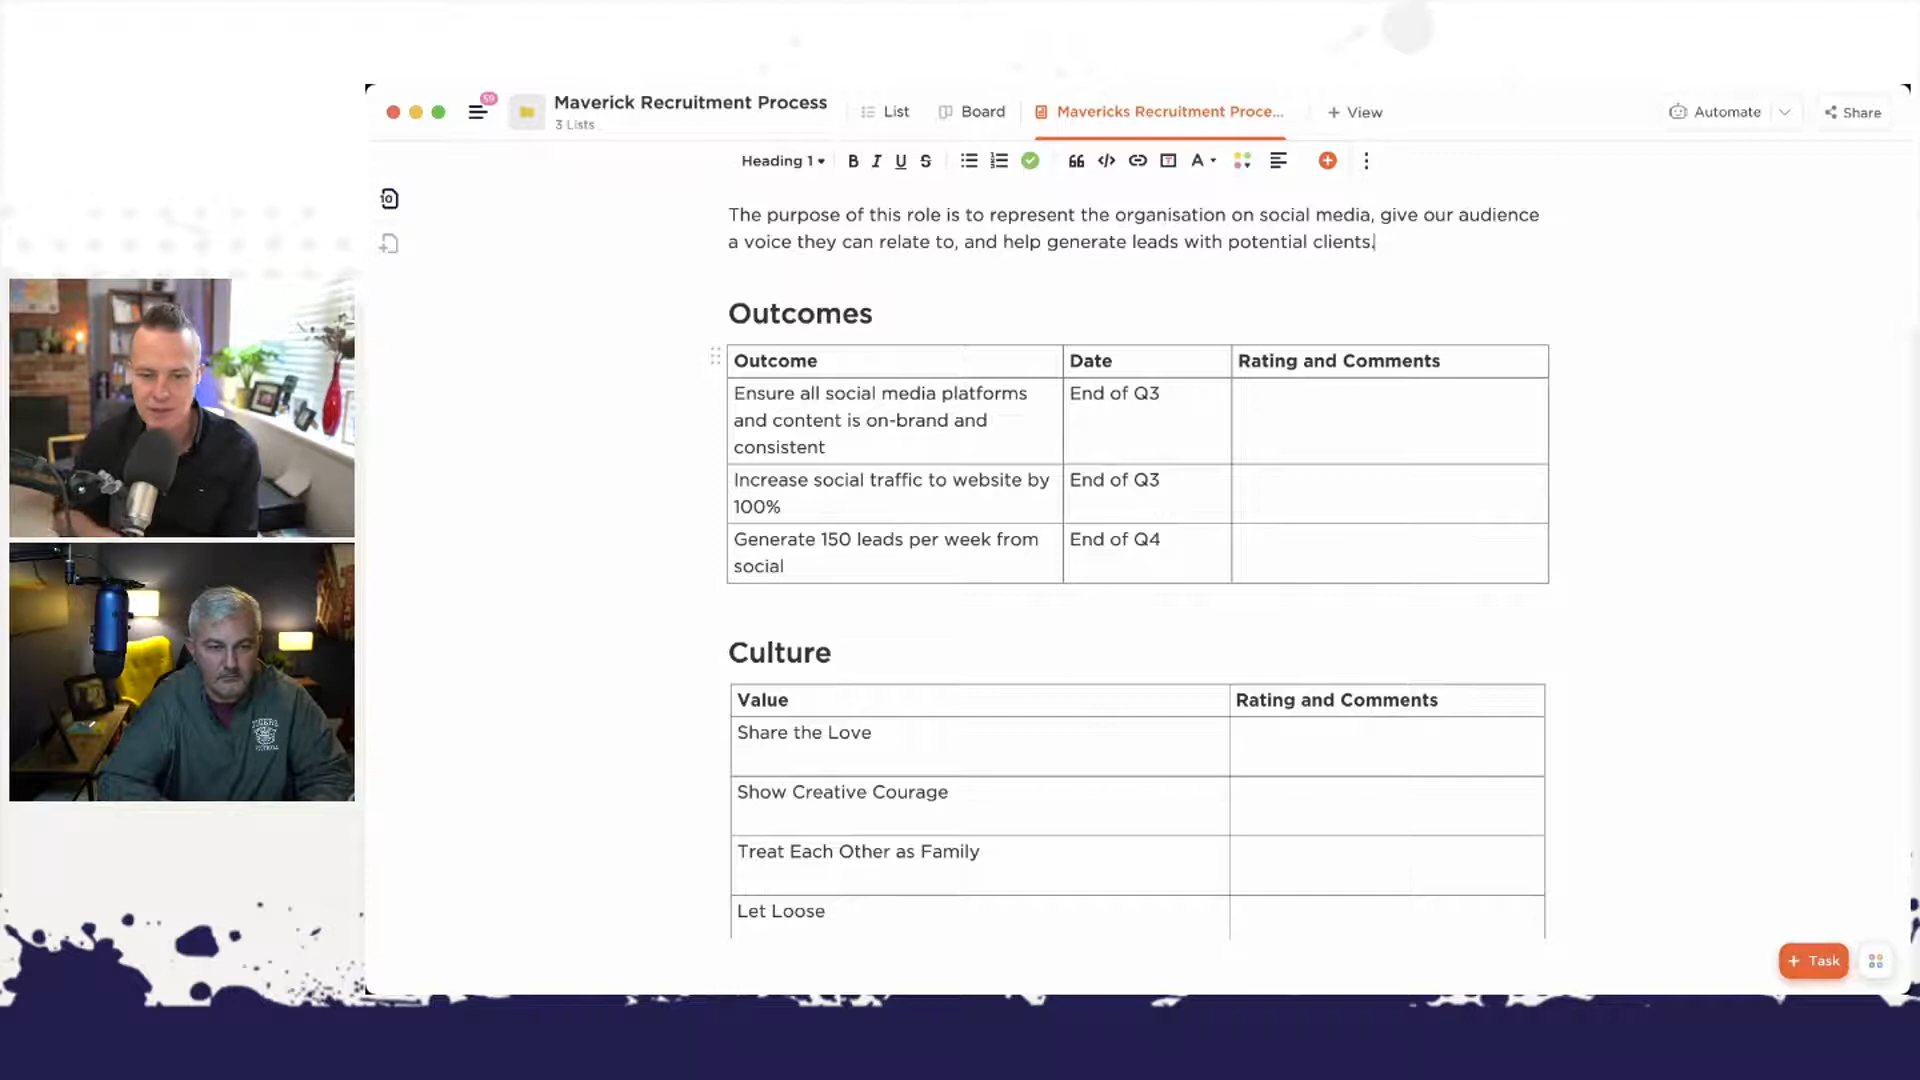 59
Maverick Recruitment Process
3 Lists
List
Board
Mavericks Recruitment Proce...
+ View
Automate
Share
Heading 1
B I U S
A
The purpose of this role is to represent the organisation on social media, give our audience
a voice they can relate to, and help generate leads with potential clients.
Outcomes
Outcome Date Rating and Comments
Ensure all social media platforms End of Q3
and content is on-brand and
consistent
Increase social traffic to website by End of Q3
100%
Generate 150 leads per week from End of Q4
social
Culture
Value Rating and Comments
Share the Love
Show Creative Courage
Treat Each Other as Family
Let Loose
+ Task